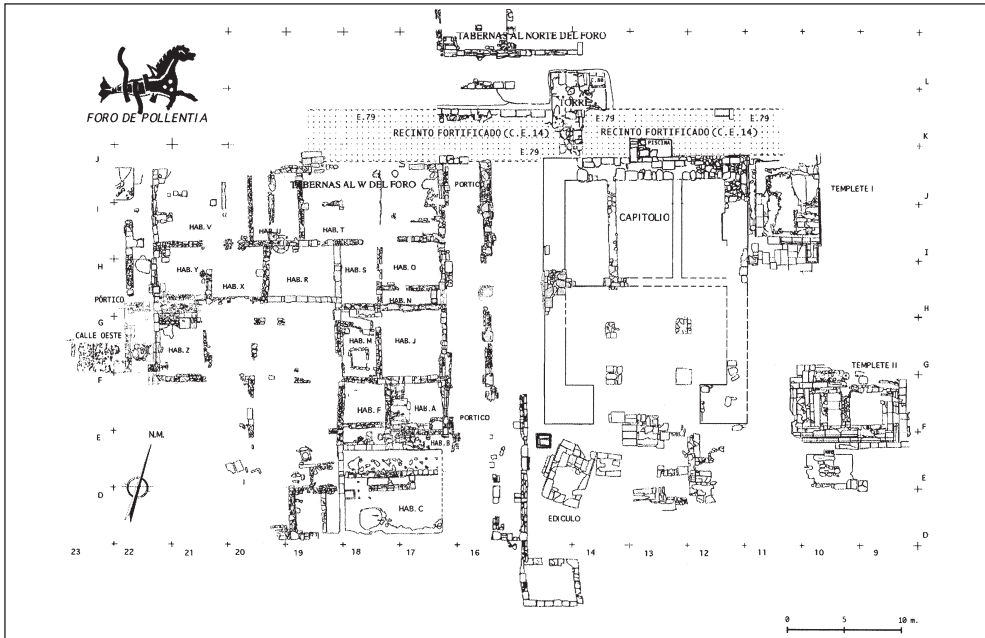 TABERNAS AL NORTE DEL FORO
FORO DE POLLENTIA
TORRE
E.79
E.79
E.79
RECINTO FORTIFICADO (C.E.14)
RECINTO FORTIFICADO (C.E.14)
E.79
PISCINA
TABERNAS AL W DEL FORO
PORTICO
CAPITOLIO
TEMPLETE I
HAB. V
HAB. U
HAB. T
HAB. Y
HAB. X
HAB. R
HAB. S
HAB. O
HAB. N
PÓRTICO
CALLE OESTE
HAB. Z
HAB. M
HAB. J
TEMPLETE II
HAB. F
HAB. A
PORTICO
HAB. B
N.M.
HAB. C
EDICULO
L
K
J
I
H
G
F
E
D
J
I
H
G
F
E
D
23 22 21 20 19 18 17 16 14 13 12 11 10 9
0 5 10 m.